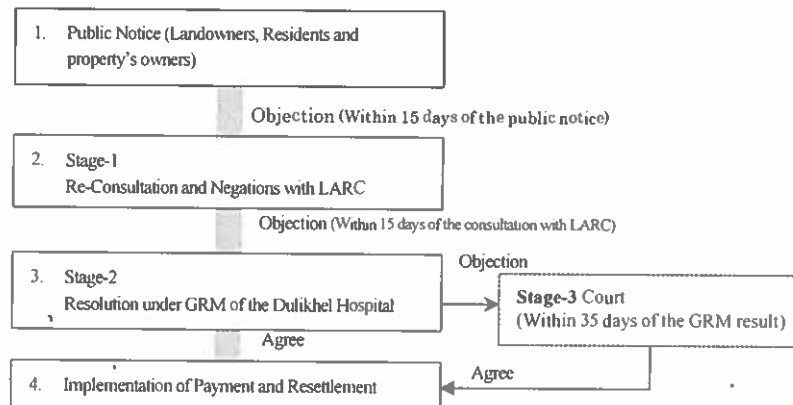 1. Public Notice (Landowners, Residents and
property's owners)
Objection (Within 15 days of the public notice)
2. Stage-1
Re-Consultation and Negations with LARC
Objection (Within 15 days of the consultation with LARC)
3. Stage-2
Resolution under GRM of the Dulikhel Hospital
Objection
Stage-3 Court
(Within 35 days of the GRM result)
Agree
Agree
4. Implementation of Payment and Resettlement